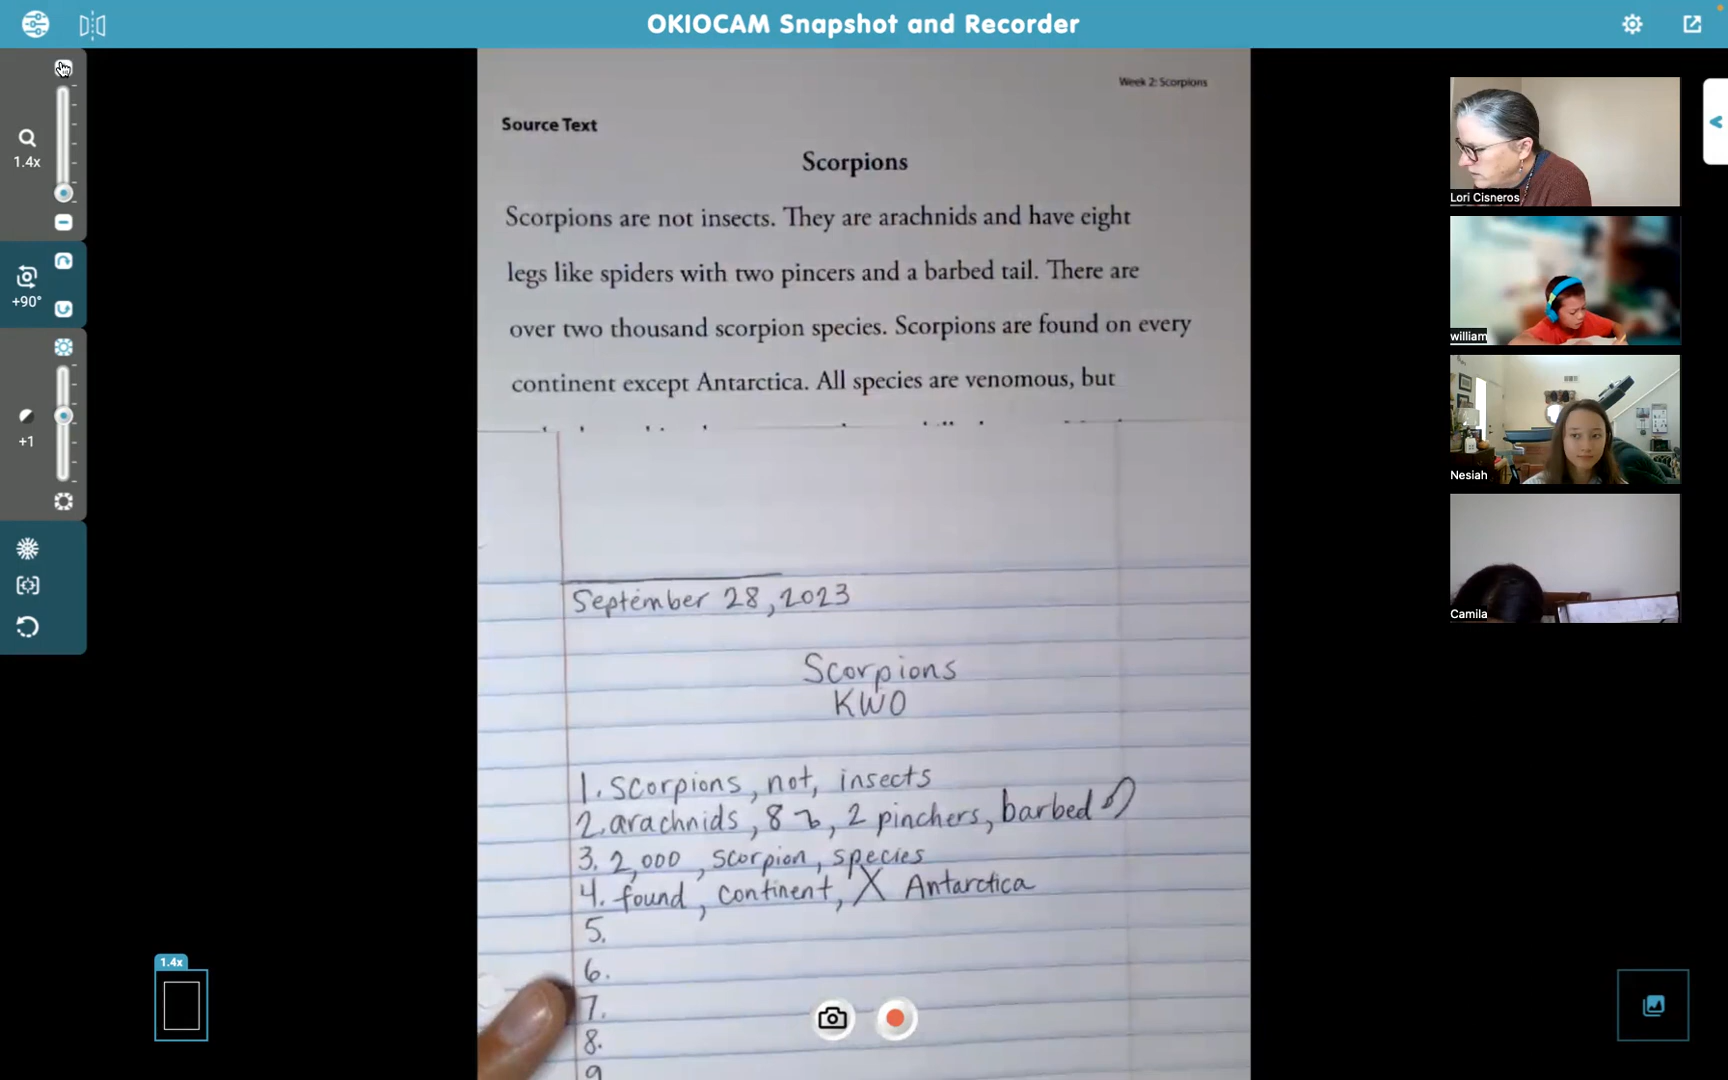 OKIOCAM Snapshot and Recorder
1.4x
+90°
+1
1.4x
Week 2: Scorpions
Source Text
Scorpions
Scorpions are not insects. They are arachnids and have eight
legs like spiders with two pincers and a barbed tail. There are
over two thousand scorpion species. Scorpions are found on every
continent except Antarctica. All species are venomous, but
September 28, 2023
Scorpions
KWO
1. scorpions, not, insects
2. arachnids, 8, 2 pinchers, barbed
3. 2,000, scorpion, species
4. found, continent, X Antarctica
5.
6.
7.
8.
9
Lori Cisneros
william
Nesiah
Camila